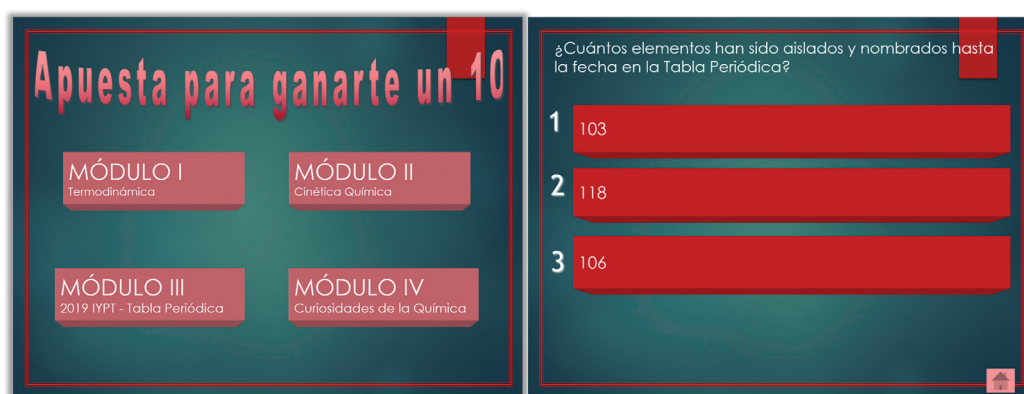 Apuesta para ganarte un 10
MÓDULO I
Termodinámica
MÓDULO II
Cinética Química
MÓDULO III
2019 IYPT - Tabla Periódica
MÓDULO IV
Curiosidades de la Química
¿Cuántos elementos han sido aislados y nombrados hasta
la fecha en la Tabla Periódica?
1 103
2 118
3 106